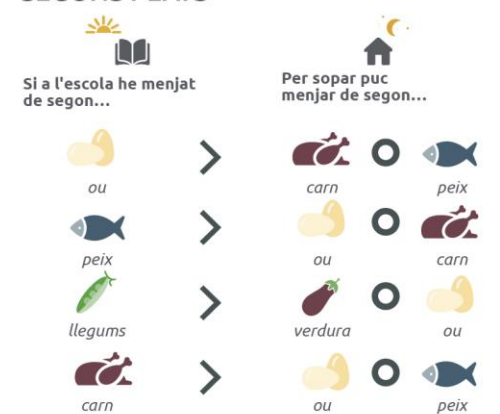 Si a l'escola he menjat
de segon...
Per sopar puc
menjar de segon...
ou
carn
peix
peix
ou
carn
llegums
verdura
ou
carn
ou
peix